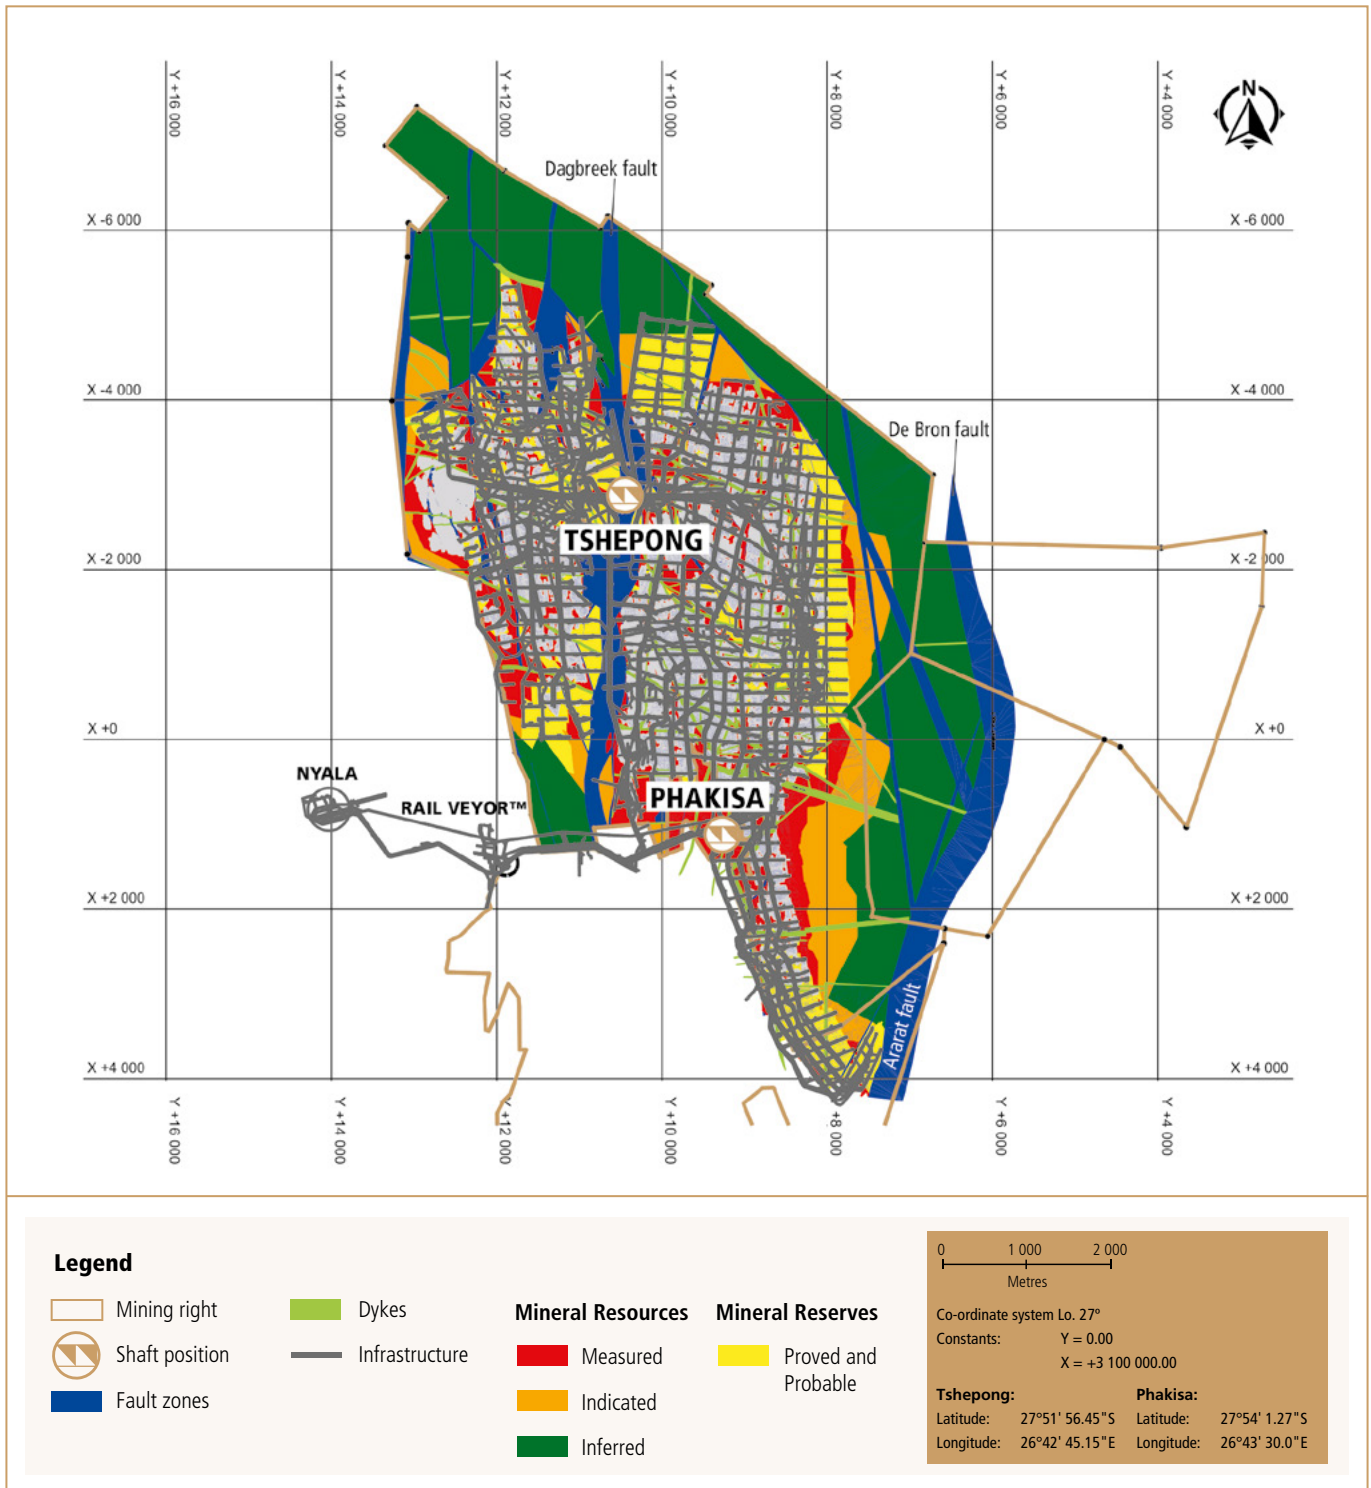 Y +16 000
Y +14 000
Y +12 000
Y +10 000
Y +8 000
Y +6 000
Y +4 000
N
Dagbreek fault
X -6 000
X -6 000
X -4 000
X -4 000
De Bron fault
TSHEPONG
X -2 000
X -2 000
X +0
X +0
NYALA
RAIL VEYOR™
PHAKISA
X +2 000
X +2 000
Ararat fault
X +4 000
X +4 000
Y +16 000
Y +14 000
Y +12 000
Y +10 000
Y +8 000
Y +6 000
Y +4 000
Legend
Mining right
Shaft position
Fault zones
Dykes
Infrastructure
Mineral Resources
Measured
Indicated
Inferred
Mineral Reserves
Proved and
Probable
0 1 000 2 000
Metres
Co-ordinate system Lo. 27º
Constants: Y = 0.00
X = +3 100 000.00
Tshepong: Phakisa:
Latitude: 27°51' 56.45"S Latitude: 27°54' 1.27"S
Longitude: 26°42' 45.15"E Longitude: 26°43' 30.0"E